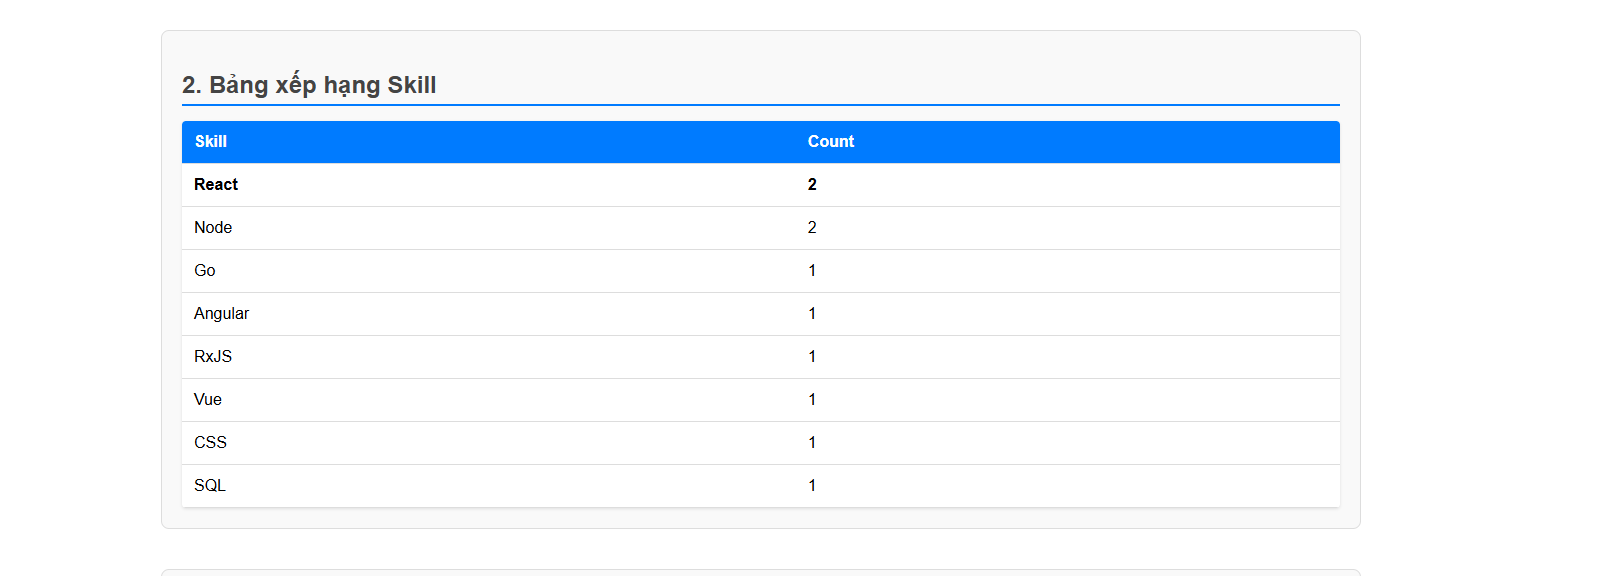 2. Bảng xếp hạng Skill
Skill Count
React 2
Node 2
Go 1
Angular 1
RxJS 1
Vue 1
CSS 1
SQL 1